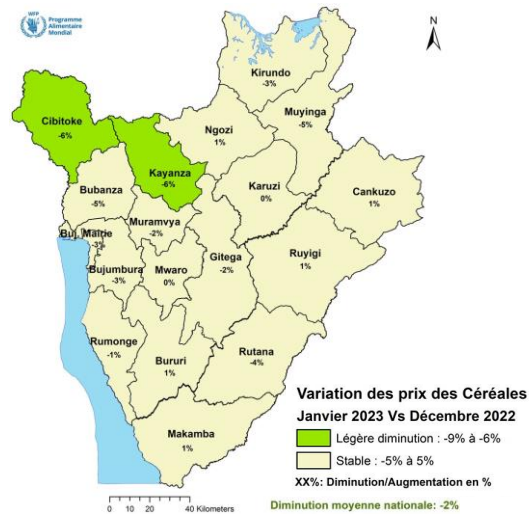 WFP
Programme
Alimentaire
Mondial
N
Kirundo
-3%
Cibitoke
-6%
Muyinga
-5%
Ngozi
1%
Kayanza
-6%
Bubanza
-5%
Karuzi
0%
Cankuzo
1%
Muramvya
-2%
Buj. Mairie
-3%
Bujumbura
-3%
Mwaro
0%
Gitega
-2%
Ruyigi
1%
Rumonge
-1%
Bururi
1%
Rutana
-4%
Makamba
1%
Variation des prix des Céréales
Janvier 2023 Vs Décembre 2022
Légère diminution : -9% à -6%
Stable : -5% à 5%
XX%: Diminution/Augmentation en %
0 10 20 40 Kilometers
Diminution moyenne nationale: -2%